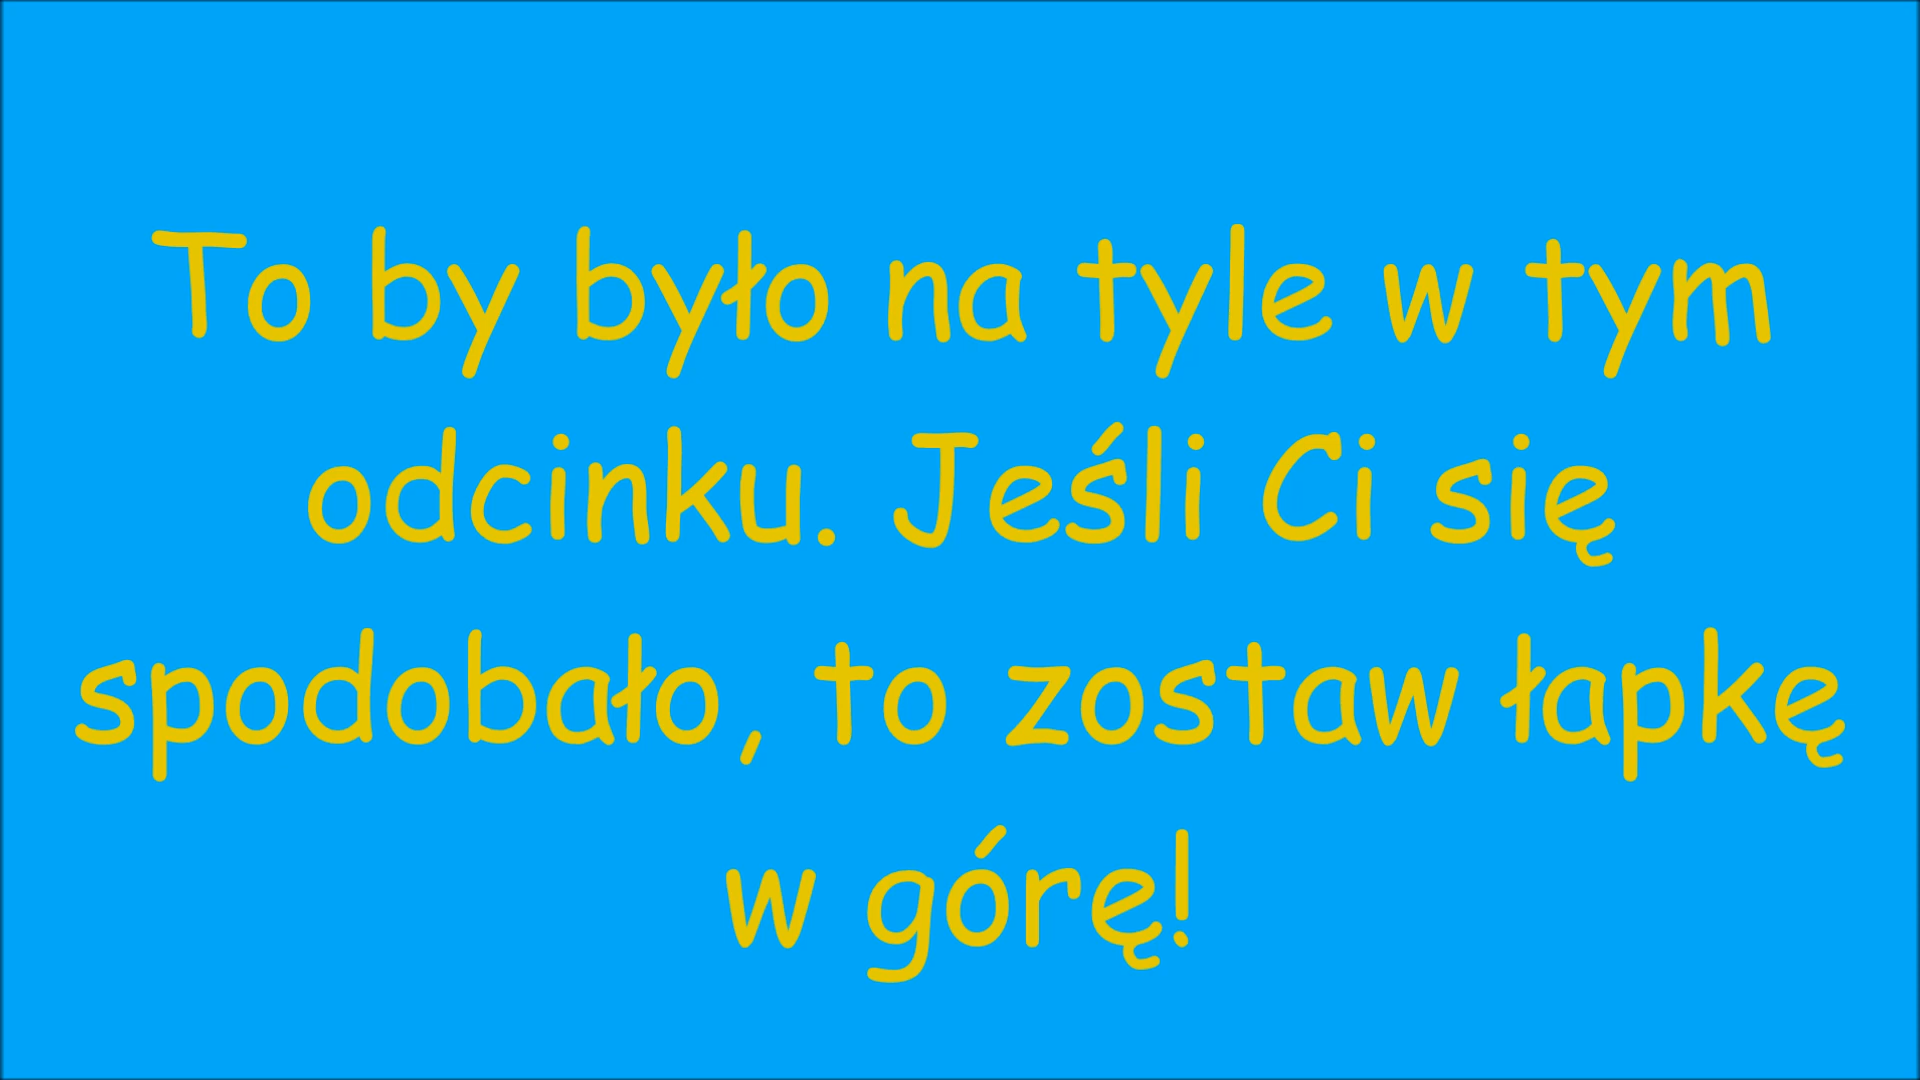 To by było na tyle w tym
odcinku. Jeśli Ci się
spodobało, to zostaw łapkę
w górę!